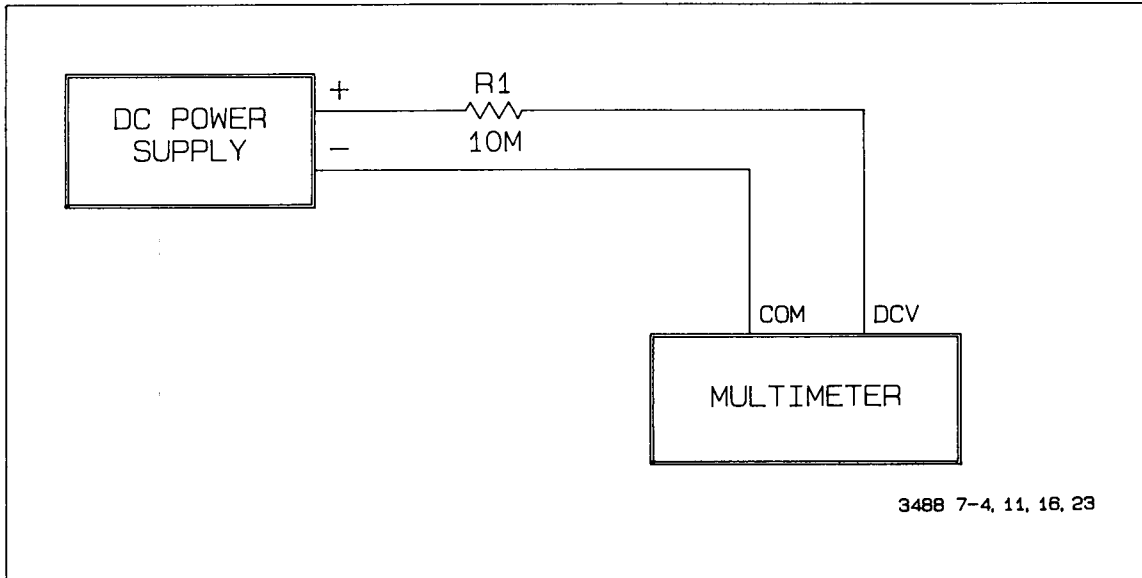 DC POWER
SUPPLY
+
−
R1
10M
COM
DCV
MULTIMETER
3488 7-4, 11, 16, 23